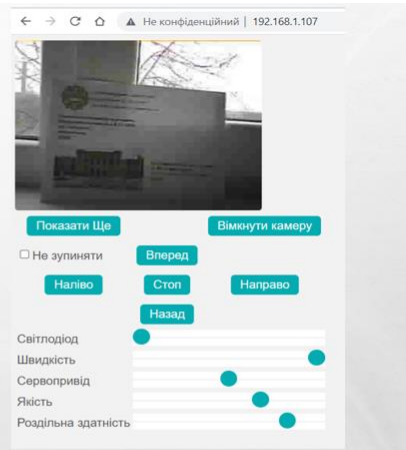 Не конфіденційний | 192.168.1.107
Показати Ще Вімкнути камеру
Не зупиняти Вперед
Наліво Стоп Направо
Назад
Світлодіод
Швидкість
Сервопривід
Якість
Роздільна здатність